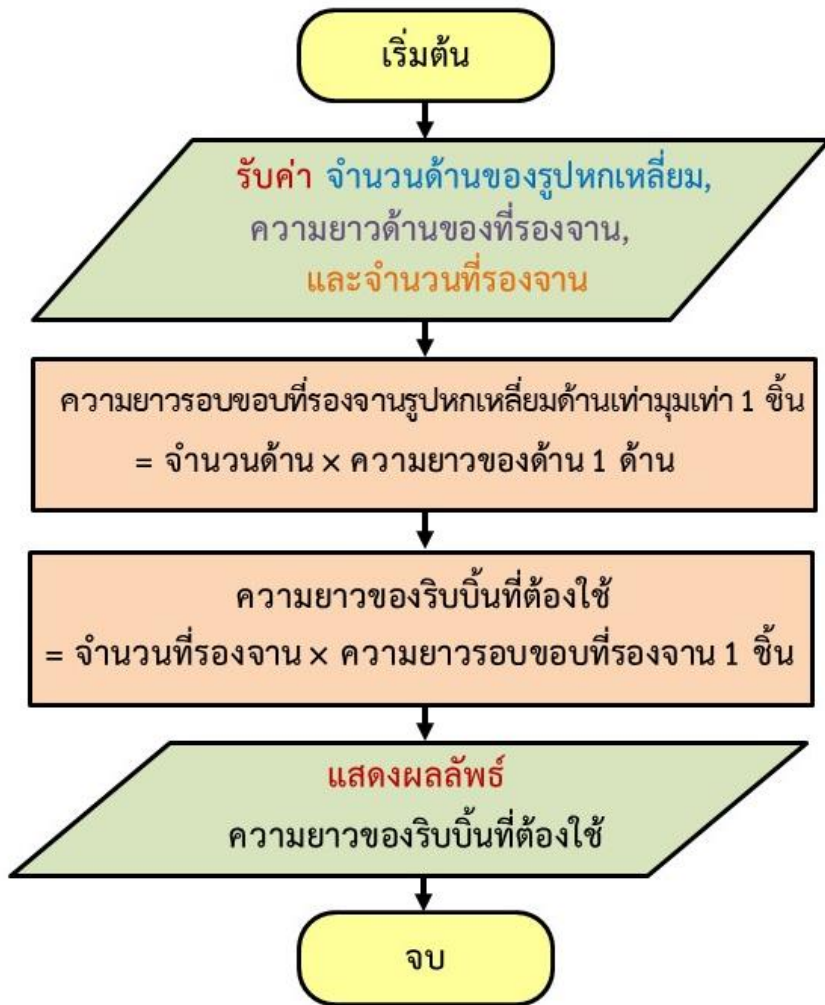 เริ่มต้น
รับค่า จำนวนด้านของรูปหกเหลี่ยม,
ความยาวด้านของที่รองจาน,
และจำนวนที่รองจาน
ความยาวรอบขอบที่รองจานรูปหกเหลี่ยมด้านเท่ามุมเท่า 1 ชิ้น
= จำนวนด้าน × ความยาวของด้าน 1 ด้าน
ความยาวของริบบิ้นที่ต้องใช้
= จำนวนที่รองจาน × ความยาวรอบขอบที่รองจาน 1 ชิ้น
แสดงผลลัพธ์
ความยาวของริบบิ้นที่ต้องใช้
จบ